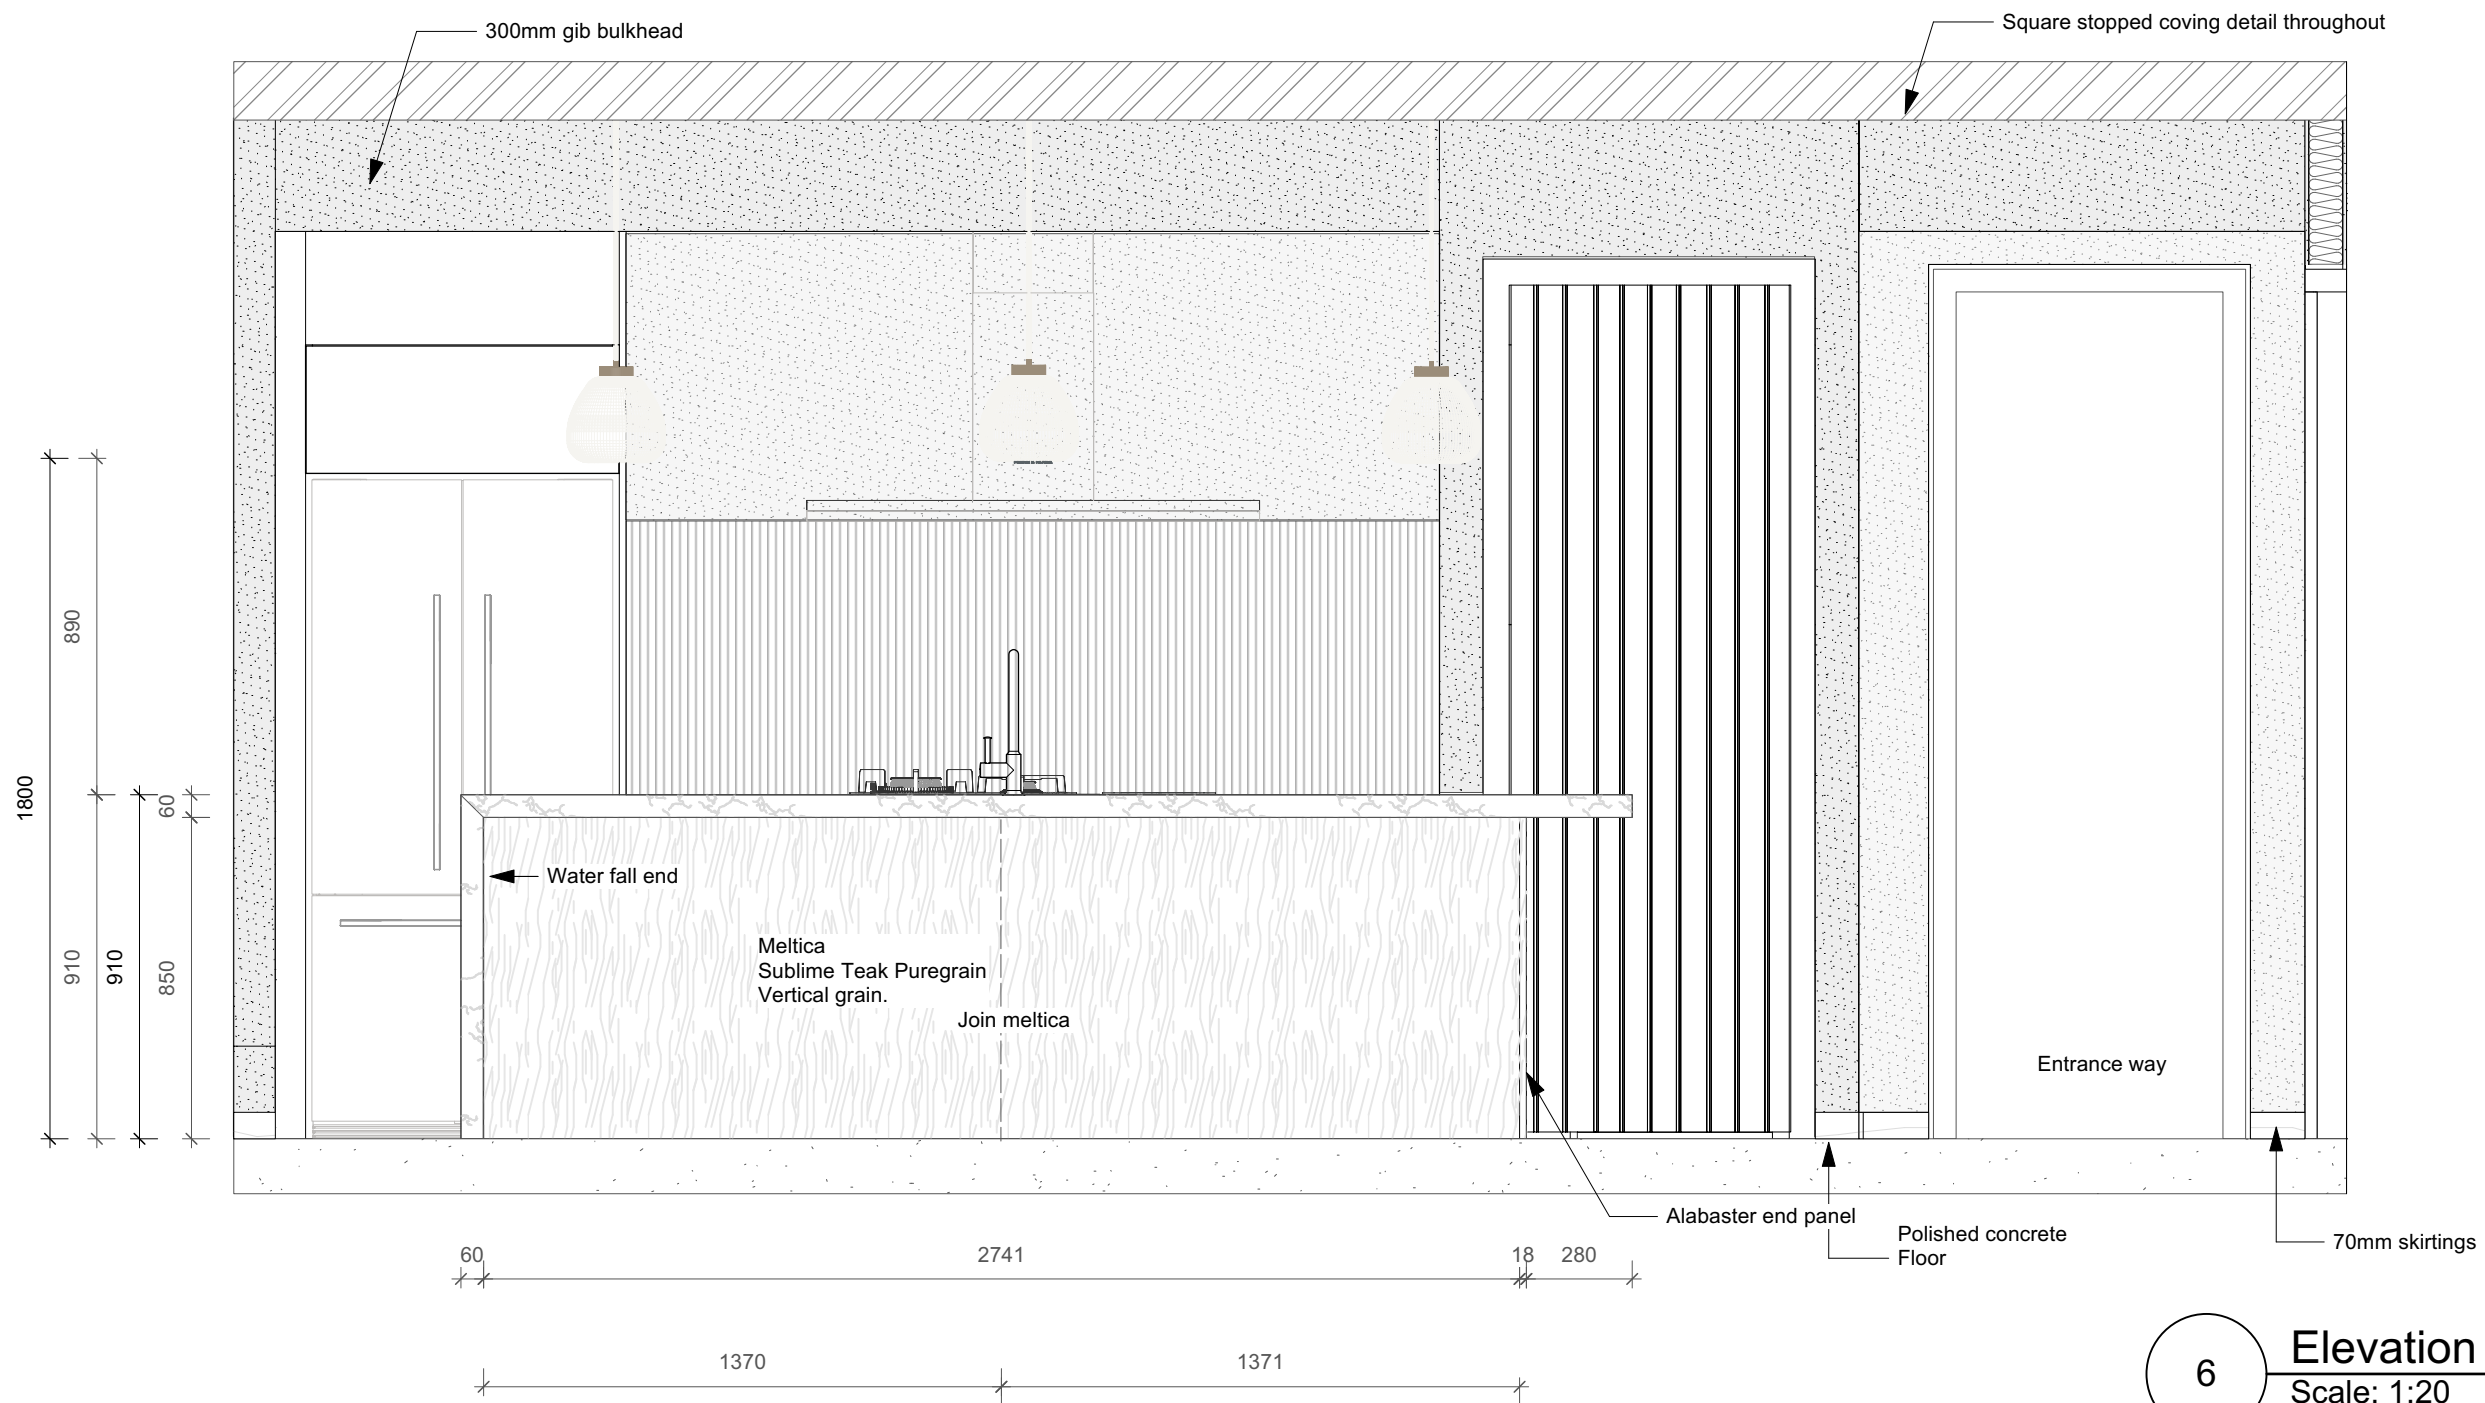 300mm gib bulkhead
Square stopped coving detail throughout
890
1800
60
910
910
850
Water fall end
Meltica
Sublime Teak Puregrain
Vertical grain.
Join meltica
Entrance way
Alabaster end panel
Polished concrete
Floor
70mm skirtings
60
2741
18
280
1370
1371
6
Elevation
Scale: 1:20